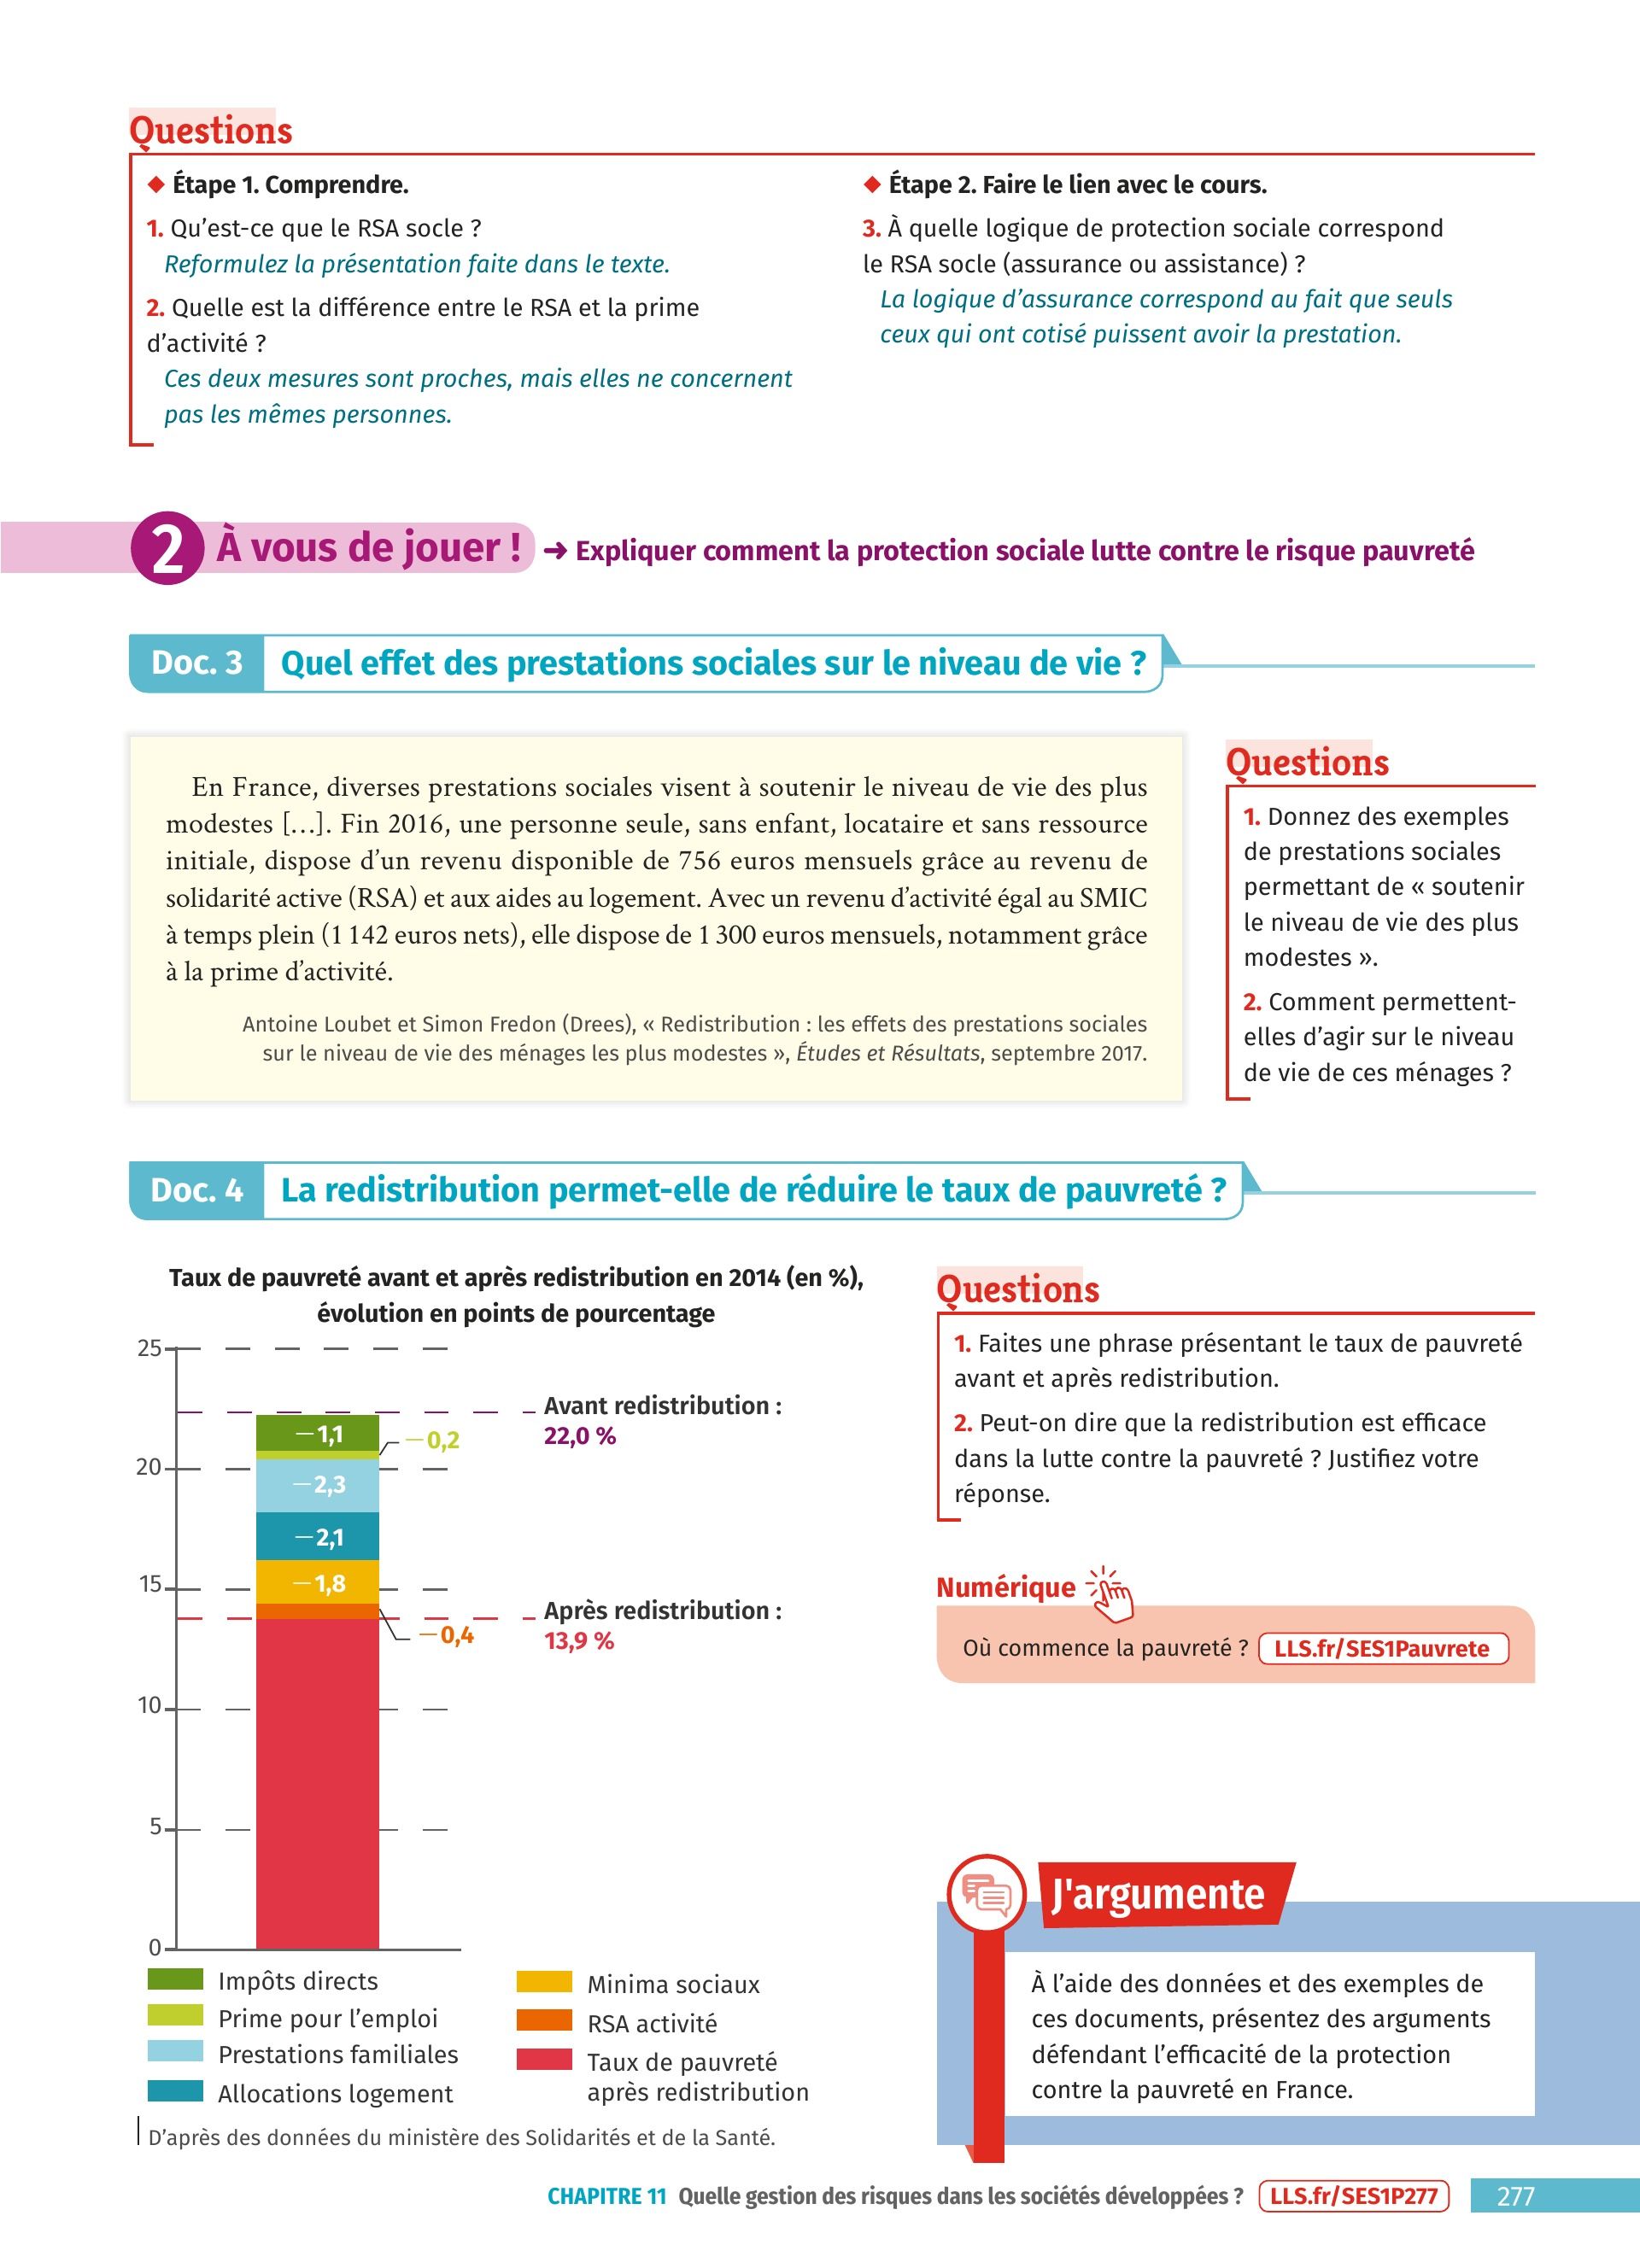 Questions
◆ Étape 1. Comprendre.
1. Qu’est-ce que le RSA socle ?
Reformulez la présentation faite dans le texte.
2. Quelle est la différence entre le RSA et la prime
d’activité ?
Ces deux mesures sont proches, mais elles ne concernent
pas les mêmes personnes.
◆ Étape 2. Faire le lien avec le cours.
3. À quelle logique de protection sociale correspond
le RSA socle (assurance ou assistance) ?
La logique d’assurance correspond au fait que seuls
ceux qui ont cotisé puissent avoir la prestation.
2 À vous de jouer ! ➜ Expliquer comment la protection sociale lutte contre le risque pauvreté
Doc. 3 Quel effet des prestations sociales sur le niveau de vie ?
En France, diverses prestations sociales visent à soutenir le niveau de vie des plus
modestes […]. Fin 2016, une personne seule, sans enfant, locataire et sans ressource
initiale, dispose d’un revenu disponible de 756 euros mensuels grâce au revenu de
solidarité active (RSA) et aux aides au logement. Avec un revenu d’activité égal au SMIC
à temps plein (1 142 euros nets), elle dispose de 1 300 euros mensuels, notamment grâce
à la prime d’activité.
Antoine Loubet et Simon Fredon (Drees), « Redistribution : les effets des prestations sociales
sur le niveau de vie des ménages les plus modestes », Études et Résultats, septembre 2017.
Questions
1. Donnez des exemples
de prestations sociales
permettant de « soutenir
le niveau de vie des plus
modestes ».
2. Comment permettent-
elles d’agir sur le niveau
de vie de ces ménages ?
Doc. 4 La redistribution permet-elle de réduire le taux de pauvreté ?
Taux de pauvreté avant et après redistribution en 2014 (en %),
évolution en points de pourcentage
25
20
15
10
5
0
—1,1
—0,2
—2,3
—2,1
—1,8
—0,4
Avant redistribution :
22,0 %
Après redistribution :
13,9 %
Impôts directs
Prime pour l’emploi
Prestations familiales
Allocations logement
Minima sociaux
RSA activité
Taux de pauvreté
après redistribution
D’après des données du ministère des Solidarités et de la Santé.
Questions
1. Faites une phrase présentant le taux de pauvreté
avant et après redistribution.
2. Peut-on dire que la redistribution est efficace
dans la lutte contre la pauvreté ? Justifiez votre
réponse.
Numérique
Où commence la pauvreté ? LLS.fr/SES1Pauvrete
J'argumente
À l’aide des données et des exemples de
ces documents, présentez des arguments
défendant l’efficacité de la protection
contre la pauvreté en France.
CHAPITRE 11 Quelle gestion des risques dans les sociétés développées ? LLS.fr/SES1P277 277